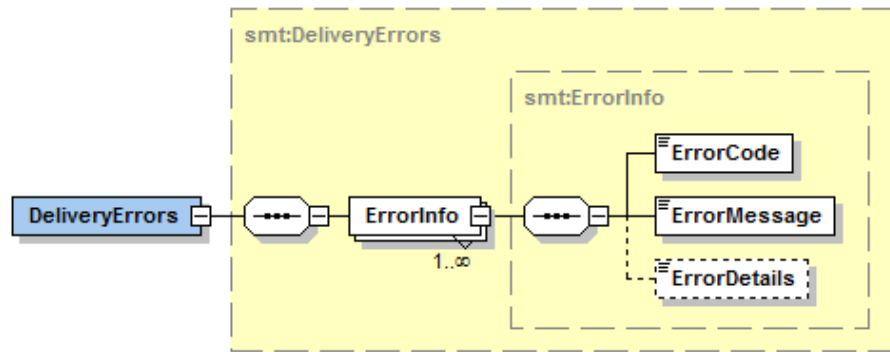 smt:DeliveryErrors
smt:ErrorInfo
ErrorCode
DeliveryErrors
ErrorInfo
ErrorMessage
1..∞
ErrorDetails